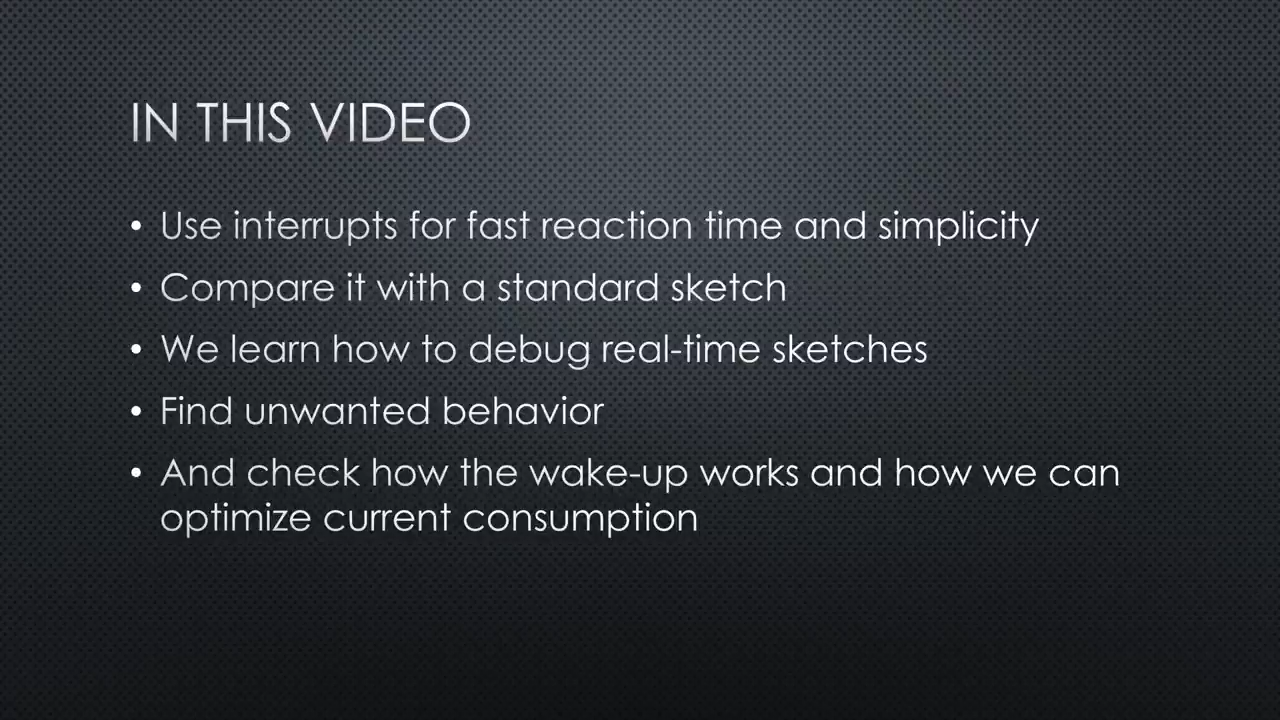 IN THIS VIDEO
• Use interrupts for fast reaction time and simplicity
• Compare it with a standard sketch
• We learn how to debug real-time sketches
• Find unwanted behavior
• And check how the wake-up works and how we can
optimize current consumption